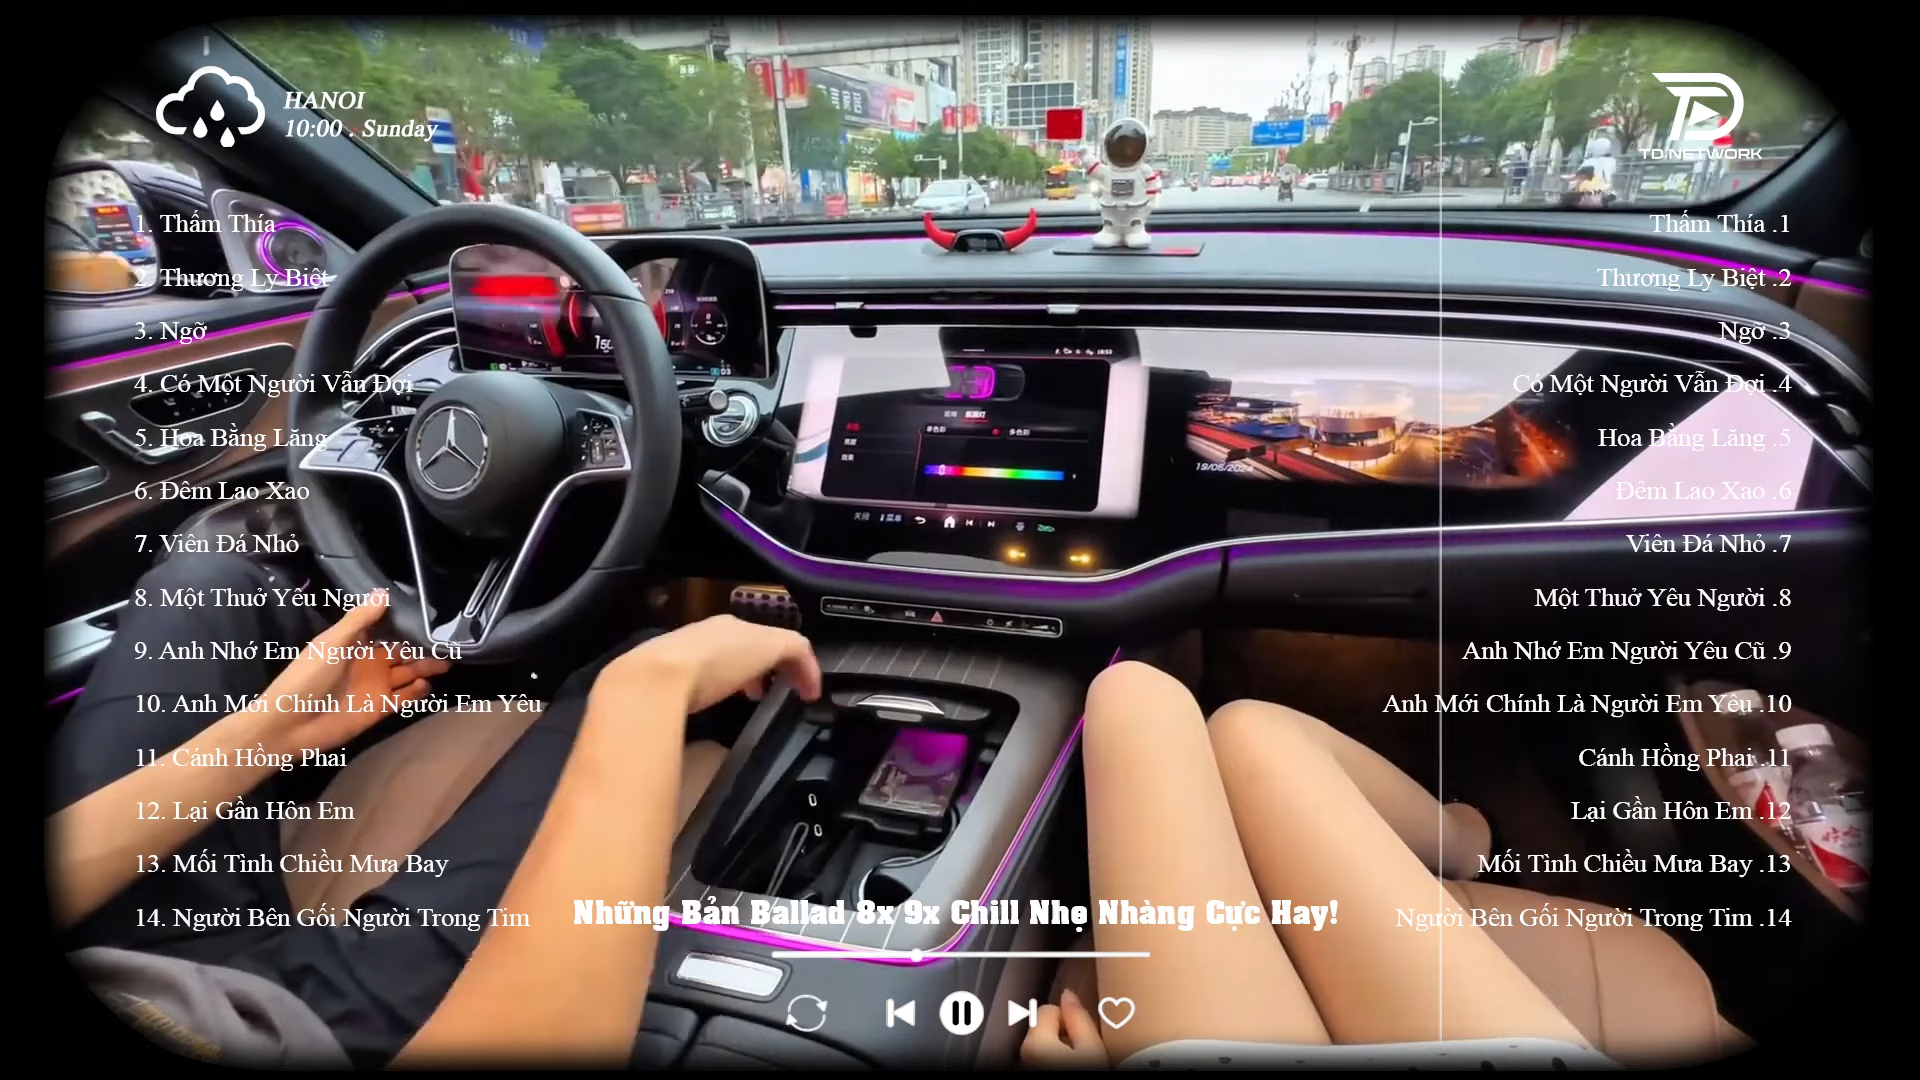 HANOI
10:00 . Sunday
TD NETWORK
1. Thấm Thía
2. Thương Ly Biệt
3. Ngỡ
4. Có Một Người Vẫn Đợi
5. Hoa Bằng Lăng
6. Đêm Lao Xao
7. Viên Đá Nhỏ
8. Một Thuở Yêu Người
9. Anh Nhớ Em Người Yêu Cũ
10. Anh Mới Chính Là Người Em Yêu
11. Cánh Hồng Phai
12. Lại Gần Hôn Em
13. Mối Tình Chiều Mưa Bay
14. Người Bên Gối Người Trong Tim
Thấm Thía .1
Thương Ly Biệt .2
Ngỡ .3
Có Một Người Vẫn Đợi .4
Hoa Bằng Lăng .5
Đêm Lao Xao .6
Viên Đá Nhỏ .7
Một Thuở Yêu Người .8
Anh Nhớ Em Người Yêu Cũ .9
Anh Mới Chính Là Người Em Yêu .10
Cánh Hồng Phai .11
Lại Gần Hôn Em .12
Mối Tình Chiều Mưa Bay .13
Người Bên Gối Người Trong Tim .14
19/06/2024
Những Bản Ballad 8x 9x Chill Nhẹ Nhàng Cực Hay!